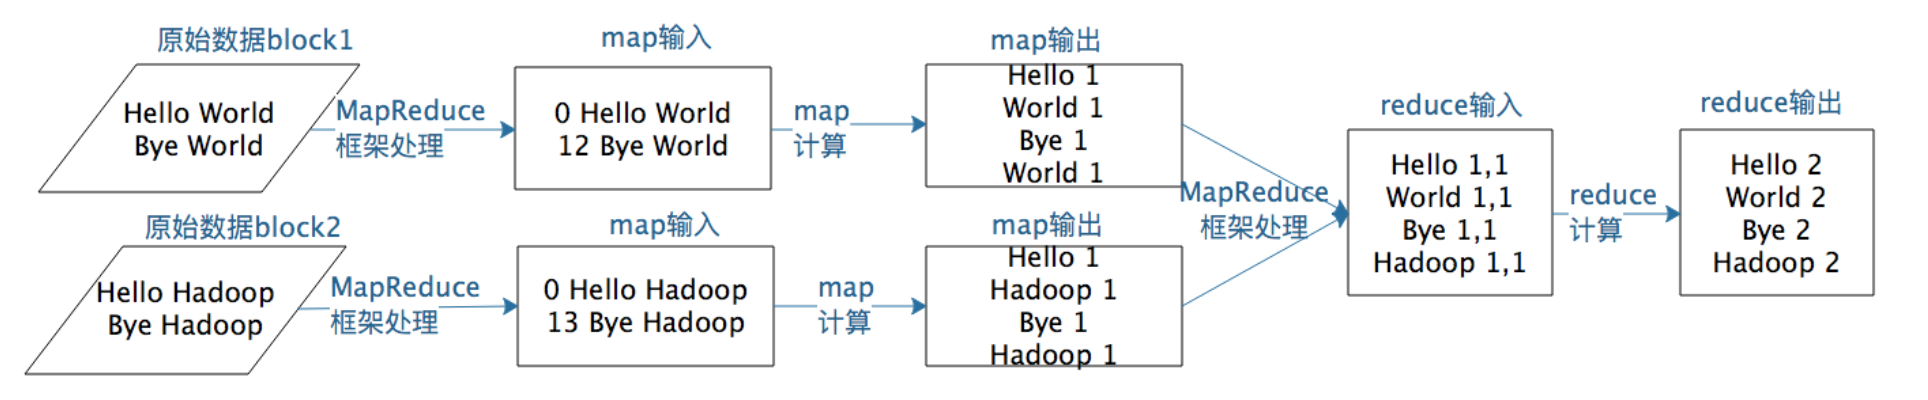 原始数据block1
Hello World
Bye World
MapReduce
框架处理
map输入
0 Hello World
12 Bye World
map
计算
map输出
Hello 1
World 1
Bye 1
World 1
原始数据block2
Hello Hadoop
Bye Hadoop
MapReduce
框架处理
map输入
0 Hello Hadoop
13 Bye Hadoop
map
计算
map输出
Hello 1
Hadoop 1
Bye 1
Hadoop 1
MapReduce
框架处理
reduce输入
Hello 1,1
World 1,1
Bye 1,1
Hadoop 1,1
reduce
计算
reduce输出
Hello 2
World 2
Bye 2
Hadoop 2